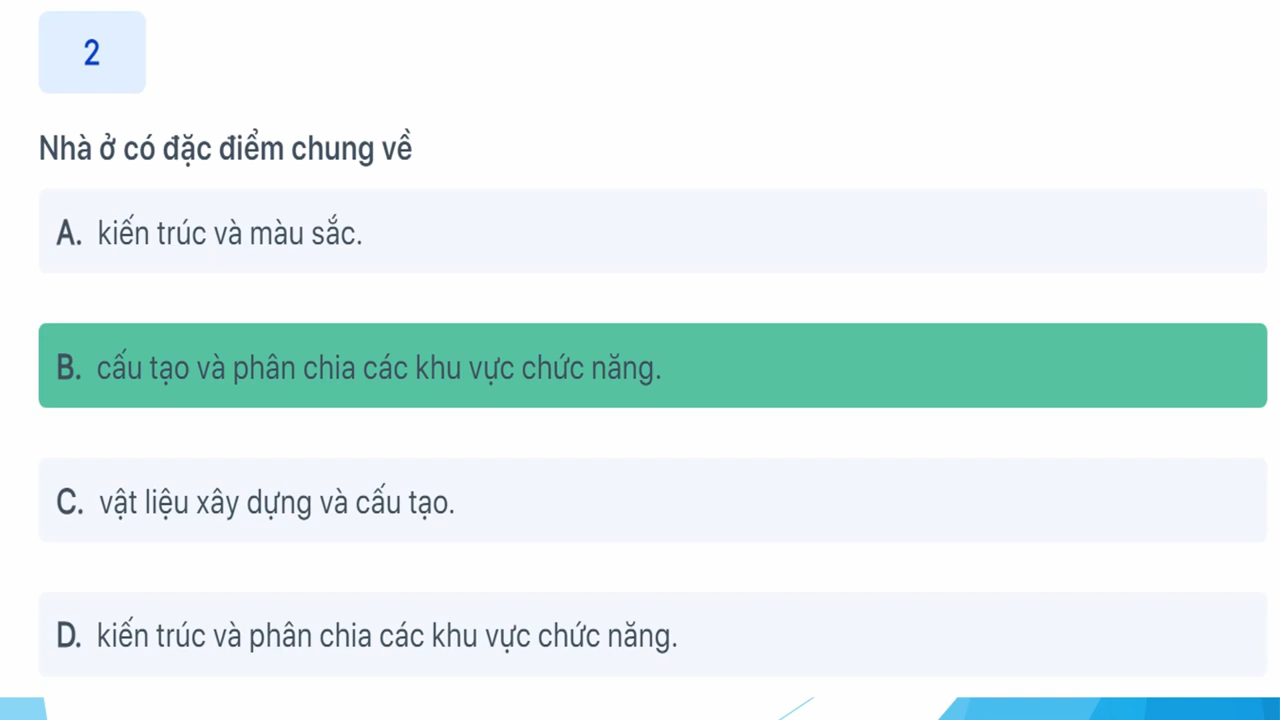 2
Nhà ở có đặc điểm chung về
A. kiến trúc và màu sắc.
B. cấu tạo và phân chia các khu vực chức năng.
C. vật liệu xây dựng và cấu tạo.
D. kiến trúc và phân chia các khu vực chức năng.